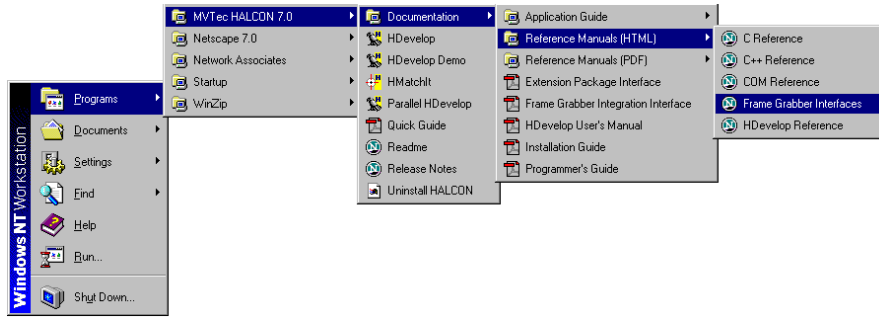 Windows NT Workstation
Programs
Documents
Settings
Find
Help
Run...
Shut Down...
MVTec HALCON 7.0
Netscape 7.0
Network Associates
Startup
WinZip
Documentation
HDevelop
HDevelop Demo
HMatchIt
Parallel HDevelop
Quick Guide
Readme
Release Notes
Uninstall HALCON
Application Guide
Reference Manuals (HTML)
Reference Manuals (PDF)
Extension Package Interface
Frame Grabber Integration Interface
HDevelop User's Manual
Installation Guide
Programmer's Guide
C Reference
C++ Reference
COM Reference
Frame Grabber Interfaces
HDevelop Reference